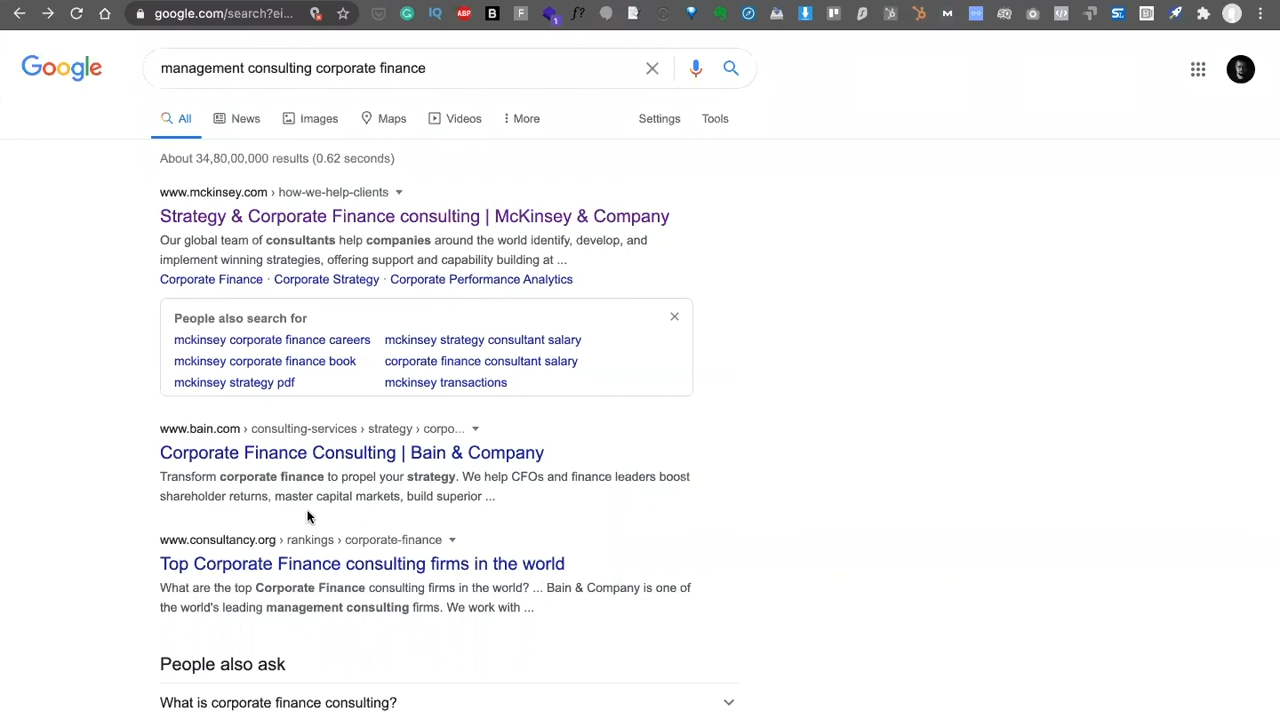 google.com/search?ei...
Google
management consulting corporate finance
All News Images Maps Videos More Settings Tools
About 34,80,00,000 results (0.62 seconds)
www.mckinsey.com › how-we-help-clients
Strategy & Corporate Finance consulting | McKinsey & Company
Our global team of consultants help companies around the world identify, develop, and
implement winning strategies, offering support and capability building at ...
Corporate Finance · Corporate Strategy · Corporate Performance Analytics
People also search for
mckinsey corporate finance careers mckinsey strategy consultant salary
mckinsey corporate finance book corporate finance consultant salary
mckinsey strategy pdf mckinsey transactions
www.bain.com › consulting-services › strategy › corpo...
Corporate Finance Consulting | Bain & Company
Transform corporate finance to propel your strategy. We help CFOs and finance leaders boost
shareholder returns, master capital markets, build superior ...
www.consultancy.org › rankings › corporate-finance
Top Corporate Finance consulting firms in the world
What are the top Corporate Finance consulting firms in the world? ... Bain & Company is one of
the world's leading management consulting firms. We work with ...
People also ask
What is corporate finance consulting?